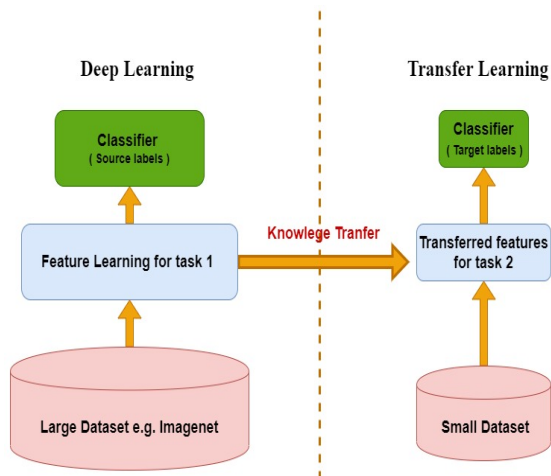 Deep Learning
Transfer Learning
Classifier
( Source labels)
Classifier
( Target labels )
Knowlege Tranfer
Feature Learning for task 1
Transferred features
for task 2
Large Dataset e.g. Imagenet
Small Dataset